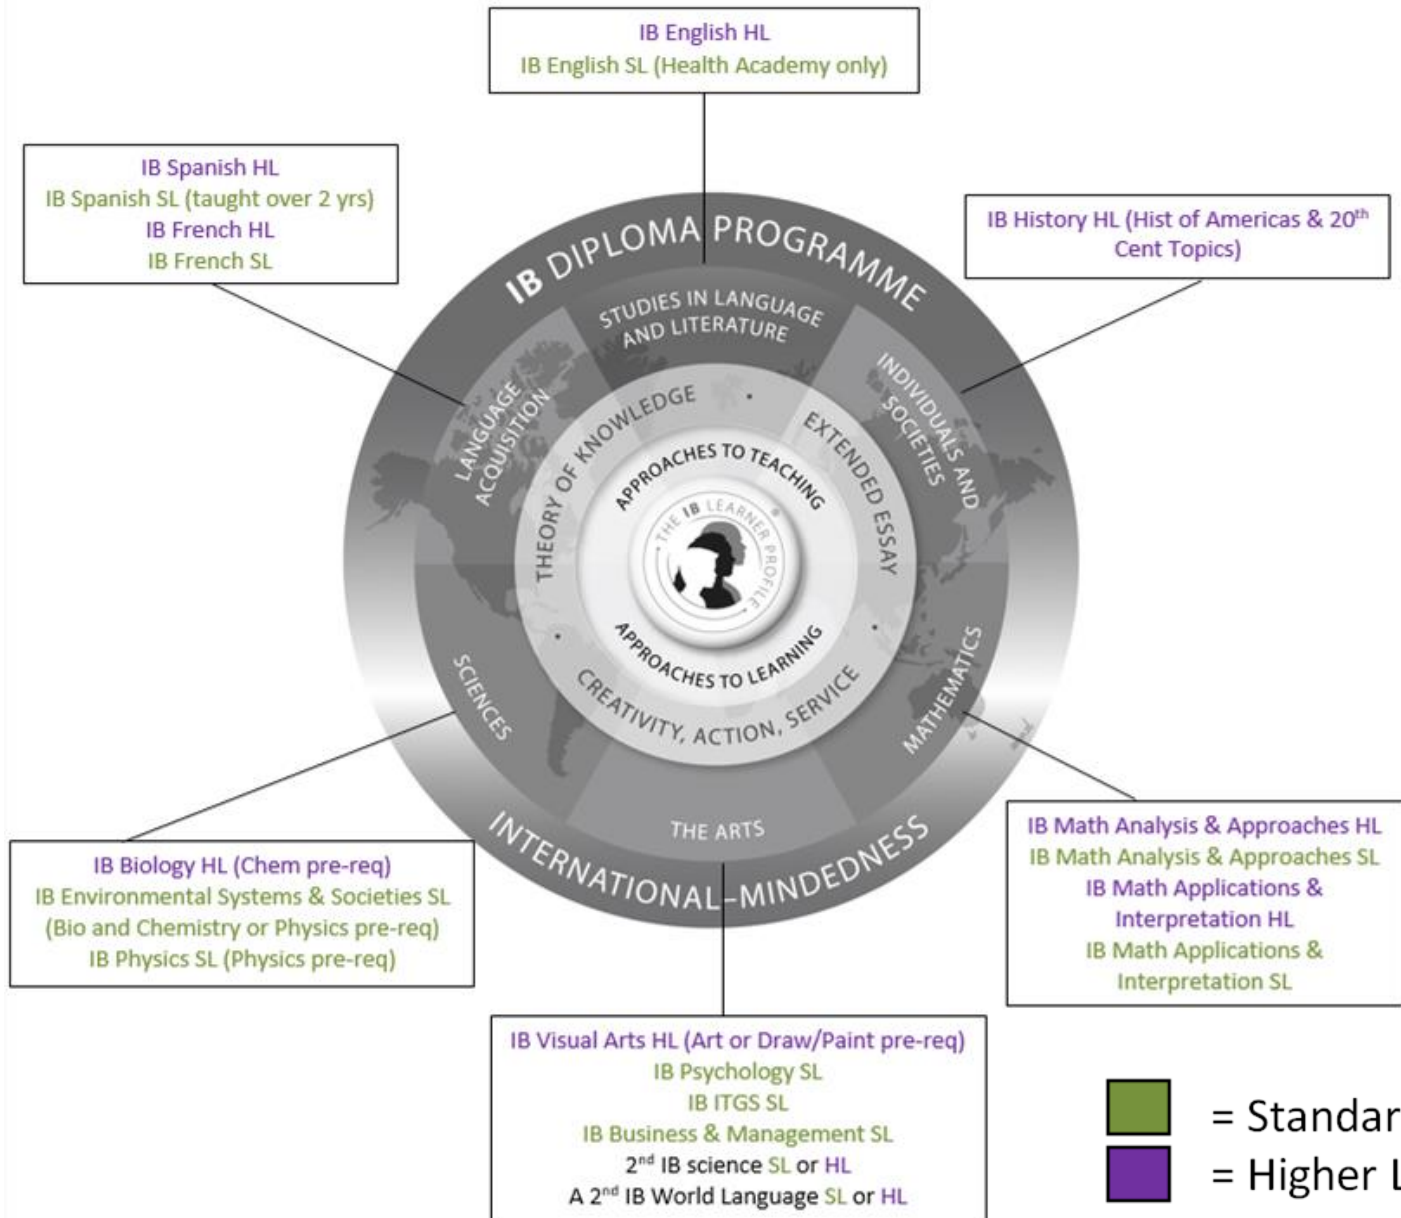 IB English HL
IB English SL (Health Academy only)
IB Spanish HL
IB Spanish SL (taught over 2 yrs)
IB French HL
IB French SL
IB History HL (Hist of Americas & 20th
Cent Topics)
IB DIPLOMA PROGRAMME
STUDIES IN LANGUAGE
AND LITERATURE
LANGUAGE
ACQUISITION
INDIVIDUALS AND
SOCIETIES
THEORY OF KNOWLEDGE
EXTENDED ESSAY
APPROACHES TO TEACHING
THE IB LEARNER PROFILE
APPROACHES TO LEARNING
CREATIVITY, ACTION, SERVICE
SCIENCES
MATHEMATICS
THE ARTS
INTERNATIONAL-MINDEDNESS
IB Biology HL (Chem pre-req)
IB Environmental Systems & Societies SL
(Bio and Chemistry or Physics pre-req)
IB Physics SL (Physics pre-req)
IB Math Analysis & Approaches HL
IB Math Analysis & Approaches SL
IB Math Applications &
Interpretation HL
IB Math Applications &
Interpretation SL
IB Visual Arts HL (Art or Draw/Paint pre-req)
IB Psychology SL
IB ITGS SL
IB Business & Management SL
2nd IB science SL or HL
A 2nd IB World Language SL or HL
= Standar
= Higher L